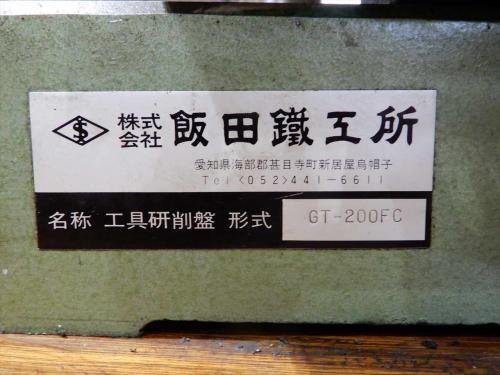 株式会社 飯田鐵工所
愛知県海部郡甚目寺町新居屋鳥帽子
Tel <052>441-6611
名称 工具研削盤 形式 GT-200FC